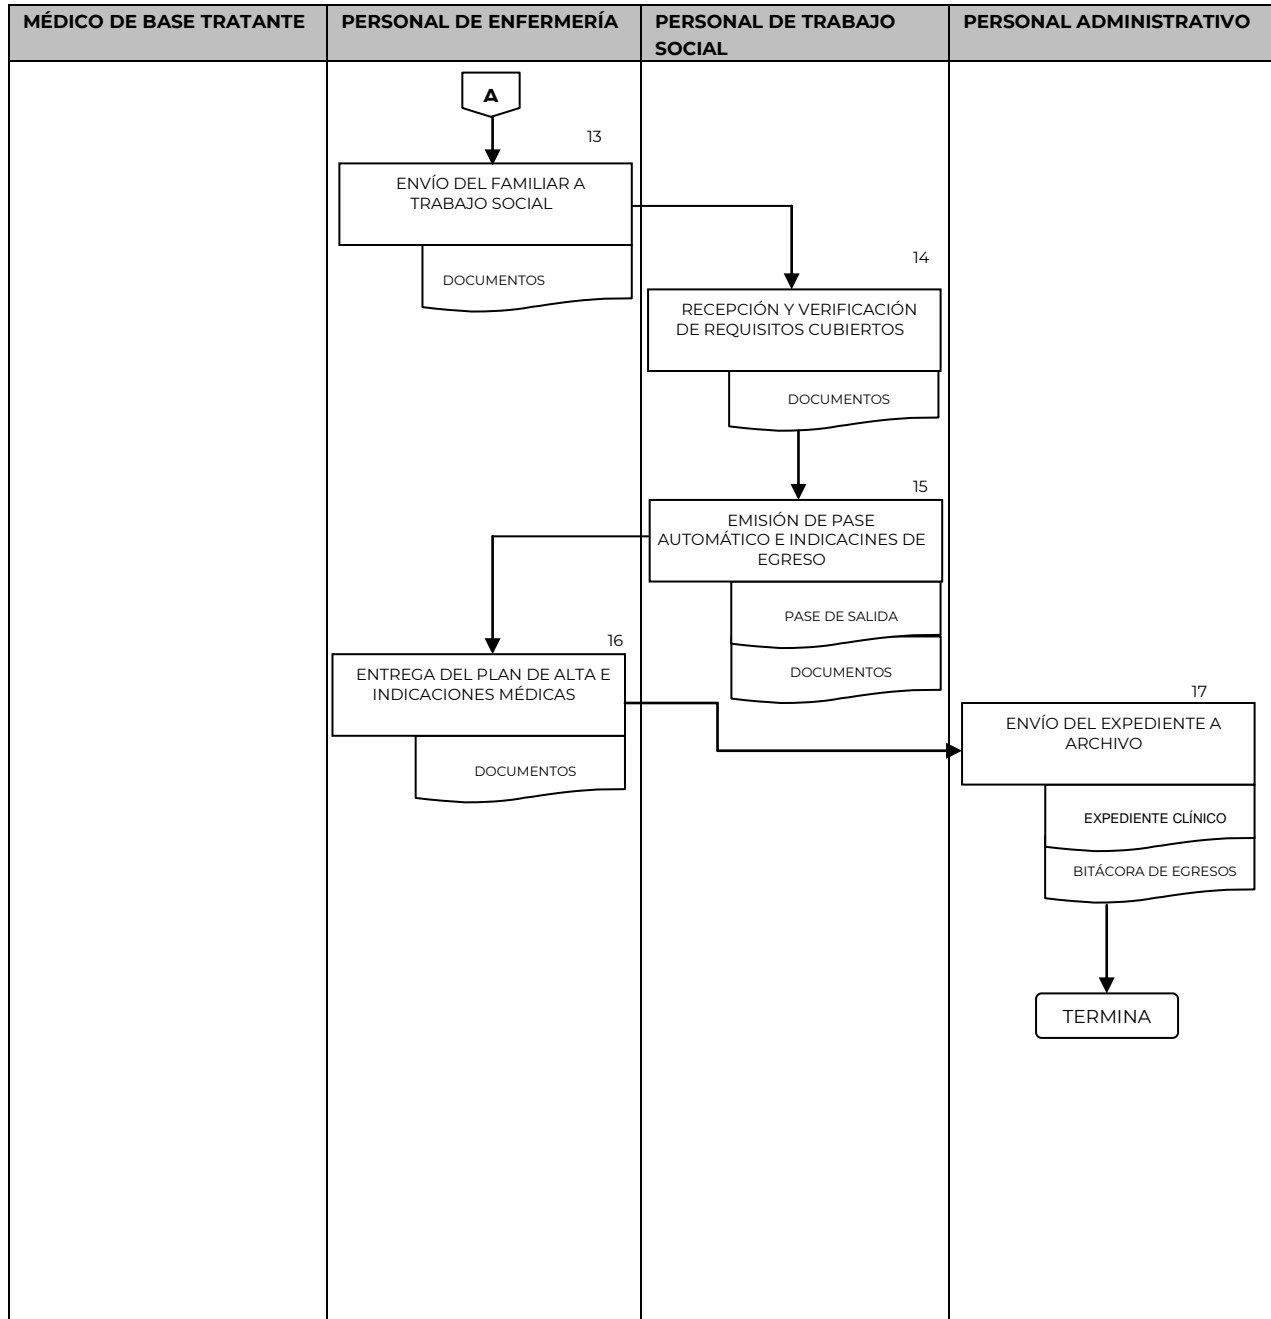 MÉDICO DE BASE TRATANTE
PERSONAL DE ENFERMERÍA
PERSONAL DE TRABAJO
SOCIAL
PERSONAL ADMINISTRATIVO
A
13
ENVÍO DEL FAMILIAR A
TRABAJO SOCIAL
DOCUMENTOS
14
RECEPCIÓN Y VERIFICACIÓN
DE REQUISITOS CUBIERTOS
DOCUMENTOS
15
EMISIÓN DE PASE
AUTOMÁTICO E INDICACINES DE
EGRESO
PASE DE SALIDA
DOCUMENTOS
16
ENTREGA DEL PLAN DE ALTA E
INDICACIONES MÉDICAS
DOCUMENTOS
17
ENVÍO DEL EXPEDIENTE A
ARCHIVO
EXPEDIENTE CLÍNICO
BITÁCORA DE EGRESOS
TERMINA